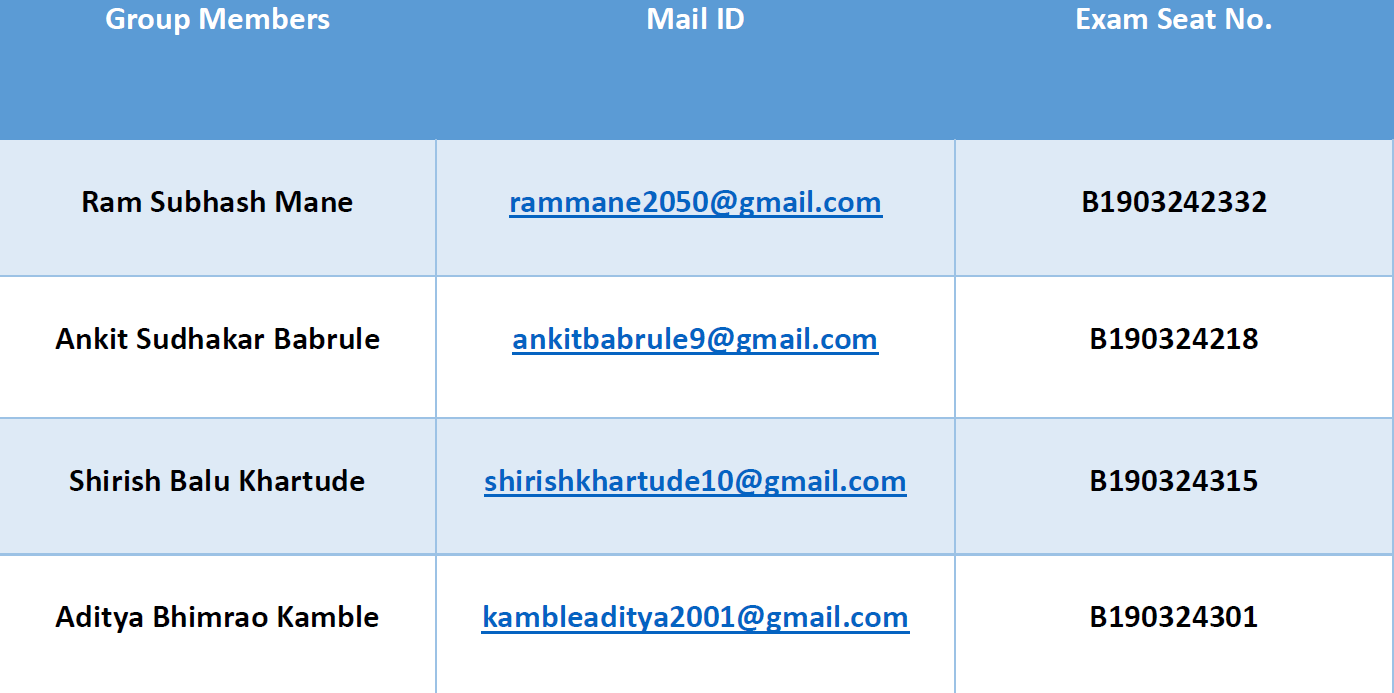 Group Members Mail ID Exam Seat No.
Ram Subhash Mane rammane2050@gmail.com B1903242332
Ankit Sudhakar Babrule ankitbabrule9@gmail.com B190324218
Shirish Balu Khartude shirishkhartude10@gmail.com B190324315
Aditya Bhimrao Kamble kambleaditya2001@gmail.com B190324301